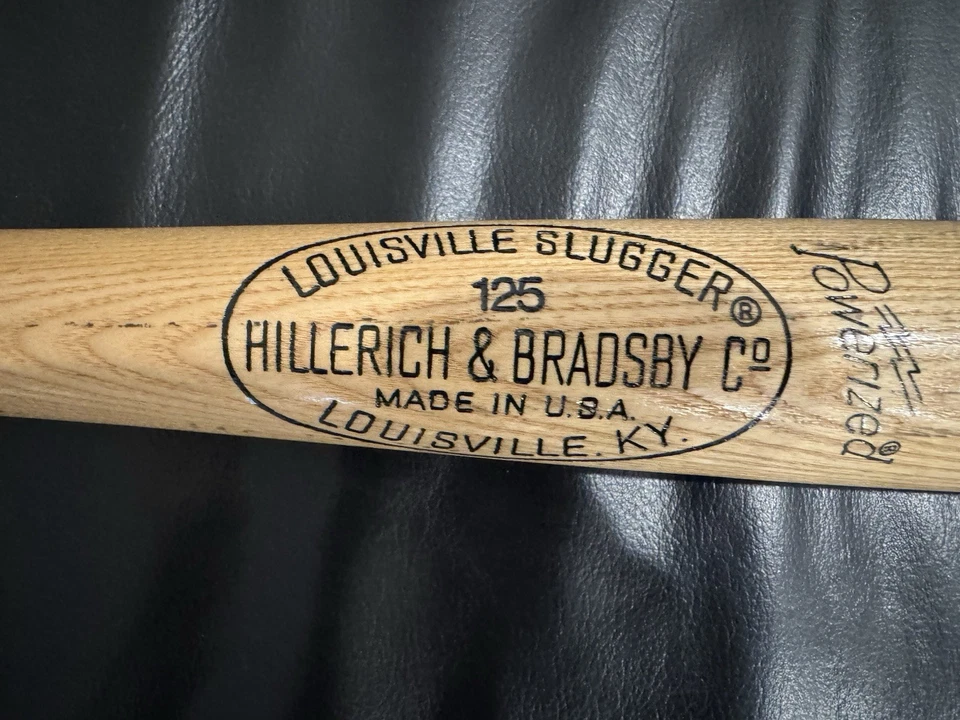 LOUISVILLE SLUGGER®
125
HILLERICH & BRADSBY Cº
MADE IN U.S.A.
LOUISVILLE. KY.
Powerized®